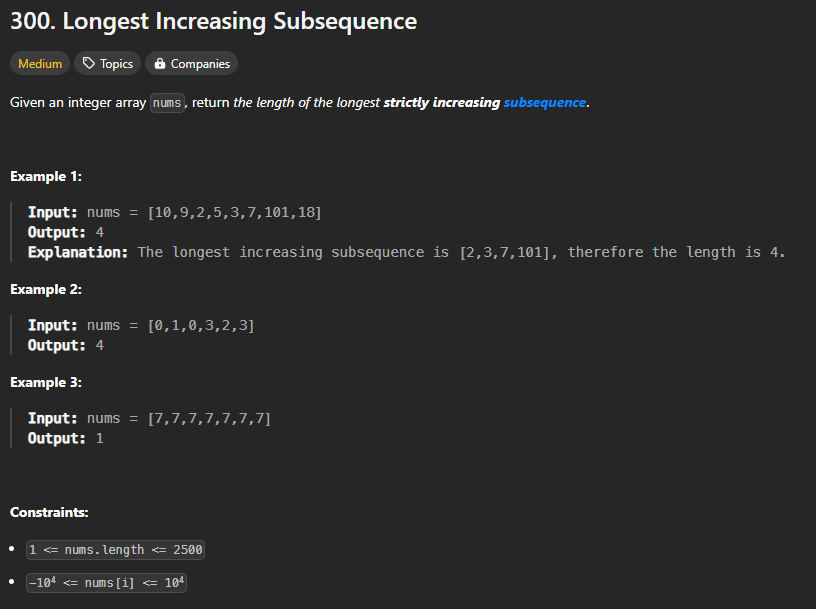 300. Longest Increasing Subsequence
Medium Topics Companies
Given an integer array nums, return the length of the longest strictly increasing subsequence.
Example 1:
Input: nums = [10,9,2,5,3,7,101,18]
Output: 4
Explanation: The longest increasing subsequence is [2,3,7,101], therefore the length is 4.
Example 2:
Input: nums = [0,1,0,3,2,3]
Output: 4
Example 3:
Input: nums = [7,7,7,7,7,7,7]
Output: 1
Constraints:
• 1 <= nums.length <= 2500
• -10⁴ <= nums[i] <= 10⁴